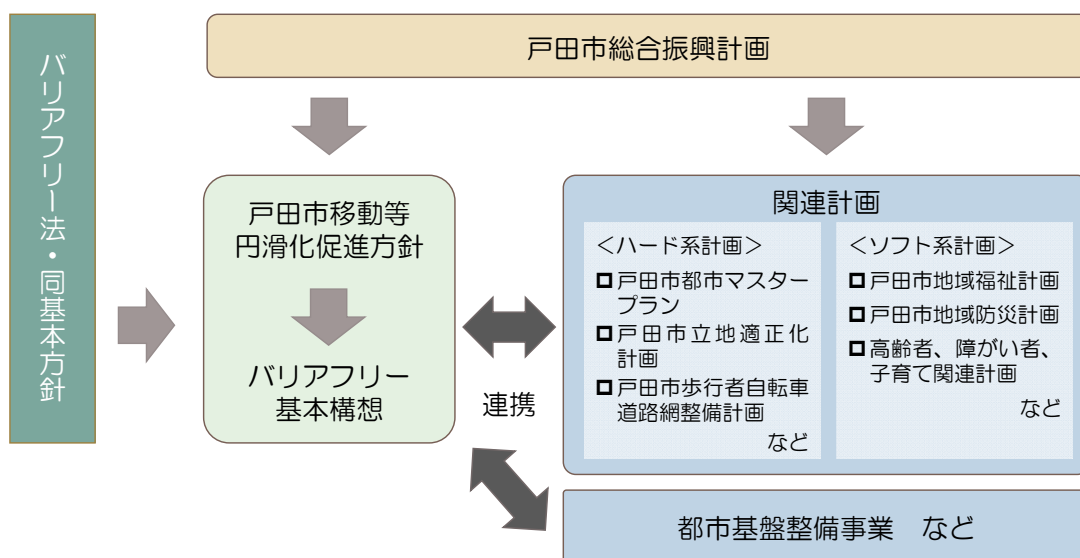 バリアフリー法・同基本方針
戸田市総合振興計画
戸田市移動等
円滑化促進方針
バリアフリー
基本構想
連携
関連計画
＜ハード系計画＞
戸田市都市マスター
プラン
戸田市立地適正化
計画
戸田市歩行者自転車
道路網整備計画
など
＜ソフト系計画＞
戸田市地域福祉計画
戸田市地域防災計画
高齢者、障がい者、
子育て関連計画
など
都市基盤整備事業　など